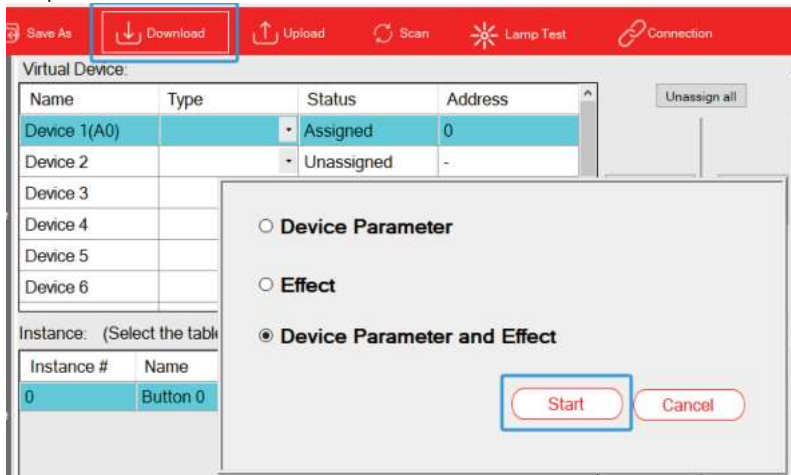 Save As Download Upload Scan Lamp Test Connection
Virtual Device:
Name Type Status Address Unassign all
Device 1(A0) Assigned 0
Device 2 Unassigned -
Device 3
Device 4
Device 5
Device 6
Device Parameter
Effect
Device Parameter and Effect
Start Cancel
Instance: (Select the table
Instance # Name
0 Button 0